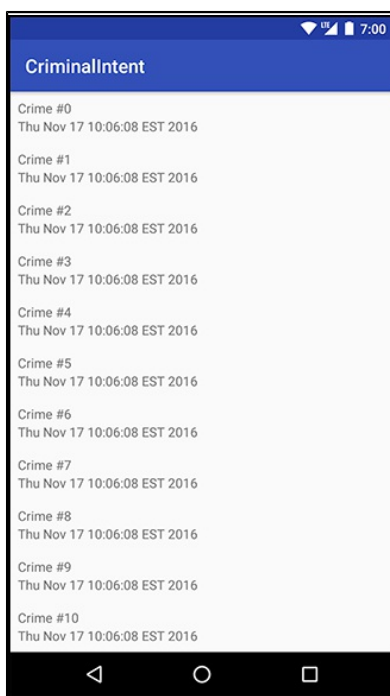 LTE 7:00
CriminalIntent
Crime #0
Thu Nov 17 10:06:08 EST 2016
Crime #1
Thu Nov 17 10:06:08 EST 2016
Crime #2
Thu Nov 17 10:06:08 EST 2016
Crime #3
Thu Nov 17 10:06:08 EST 2016
Crime #4
Thu Nov 17 10:06:08 EST 2016
Crime #5
Thu Nov 17 10:06:08 EST 2016
Crime #6
Thu Nov 17 10:06:08 EST 2016
Crime #7
Thu Nov 17 10:06:08 EST 2016
Crime #8
Thu Nov 17 10:06:08 EST 2016
Crime #9
Thu Nov 17 10:06:08 EST 2016
Crime #10
Thu Nov 17 10:06:08 EST 2016